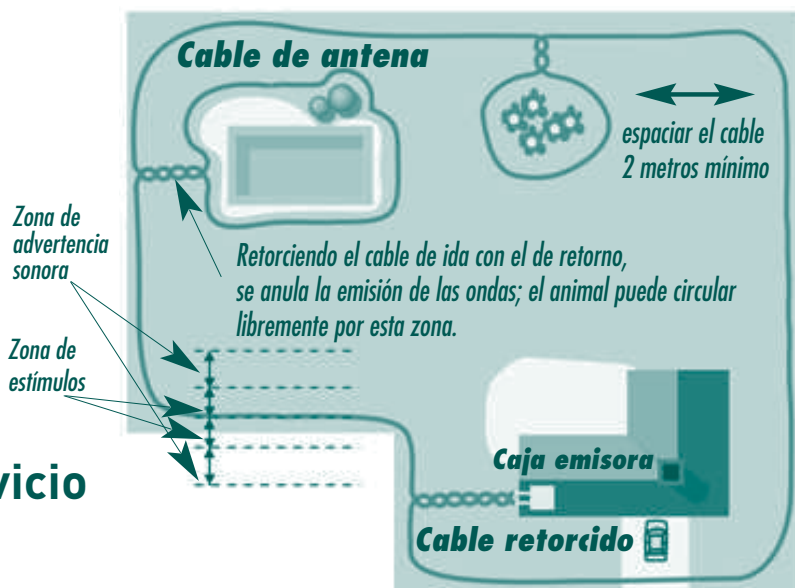 Cable de antena
espaciar el cable
2 metros mínimo
Zona de
advertencia
sonora
Retorciendo el cable de ida con el de retorno,
se anula la emisión de las ondas; el animal puede circular
libremente por esta zona.
Zona de
estímulos
Caja emisora
vicio
Cable retorcido